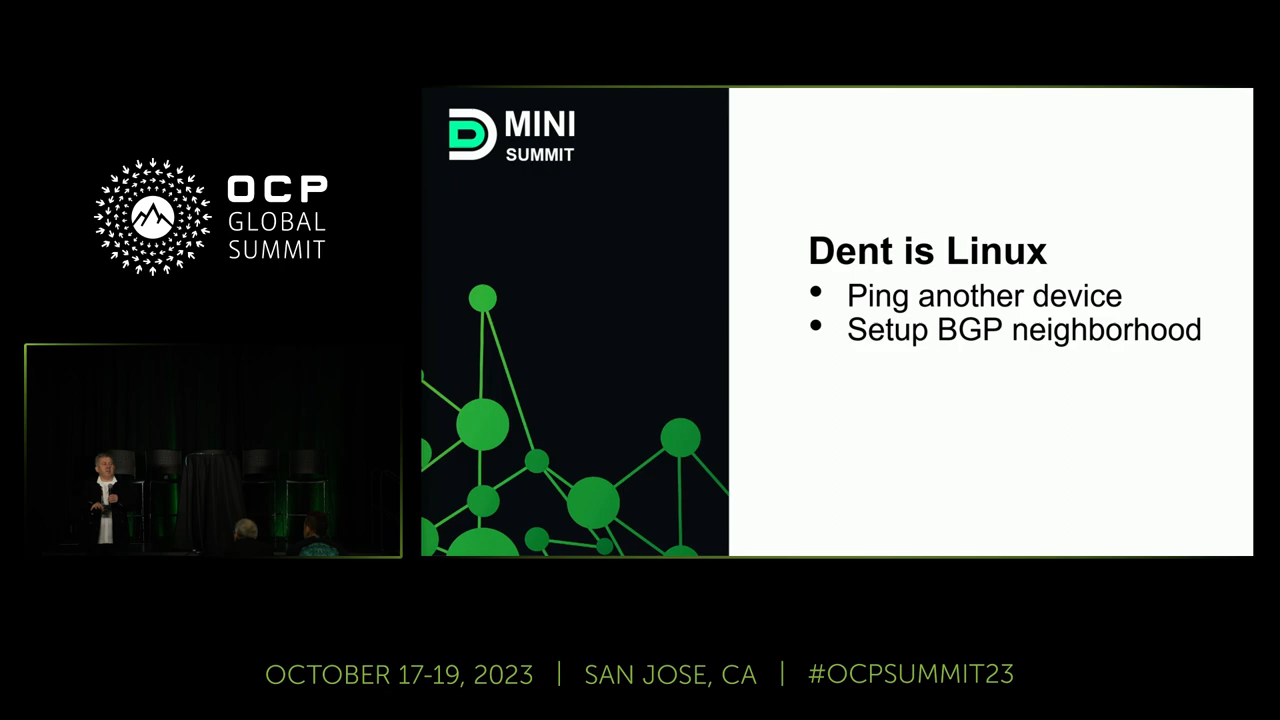 OCP
GLOBAL
SUMMIT
MINI
SUMMIT
Dent is Linux
• Ping another device
• Setup BGP neighborhood
OCTOBER 17-19, 2023 | SAN JOSE, CA | #OCPSUMMIT23